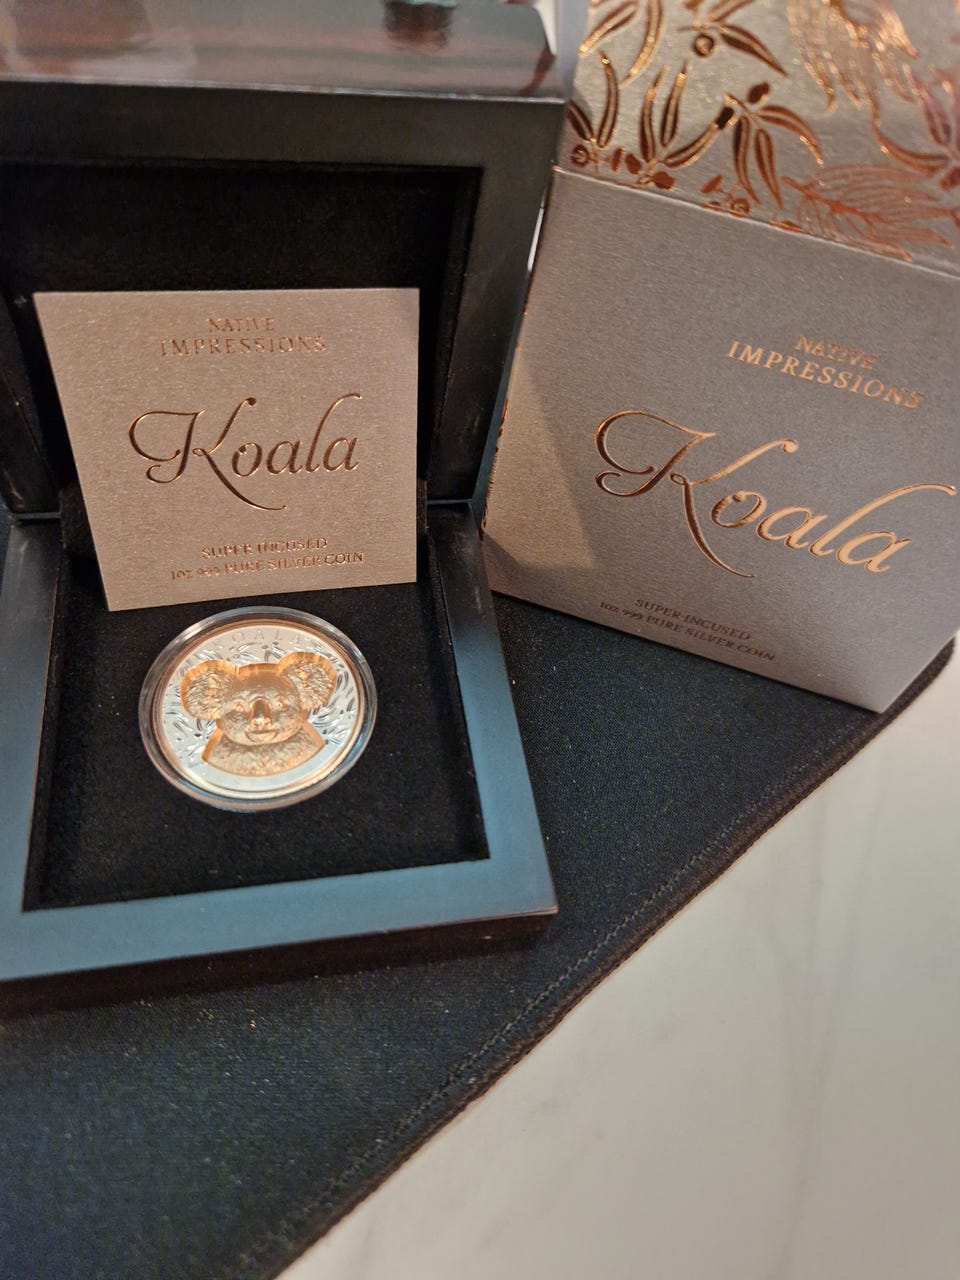 NATIVE
IMPRESSIONS
Koala
SUPER INCUSED
1OZ 999 PURE SILVER COIN
KOALA
NATIVE
IMPRESSIONS
Koala
SUPER INCUSED
1OZ 999 PURE SILVER COIN